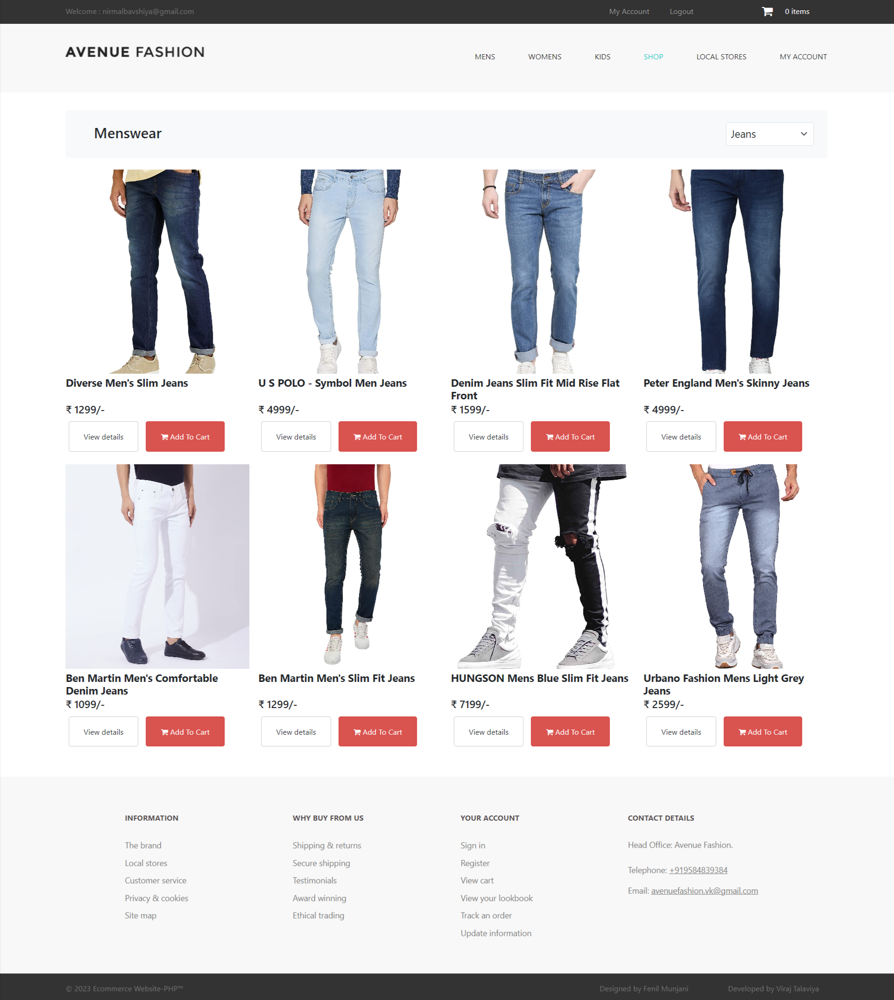 Welcome : nirmalbavshiya@gmail.com My Account Logout 0 items
AVENUE FASHION
MENS WOMENS KIDS SHOP LOCAL STORES MY ACCOUNT
Menswear Jeans
Diverse Men's Slim Jeans
₹ 1299/-
View details Add To Cart
U S POLO - Symbol Men Jeans
₹ 4999/-
View details Add To Cart
Denim Jeans Slim Fit Mid Rise Flat
Front
₹ 1599/-
View details Add To Cart
Peter England Men's Skinny Jeans
₹ 4999/-
View details Add To Cart
Ben Martin Men's Comfortable
Denim Jeans
₹ 1099/-
View details Add To Cart
Ben Martin Men's Slim Fit Jeans
₹ 1299/-
View details Add To Cart
HUNGSON Mens Blue Slim Fit Jeans
₹ 7199/-
View details Add To Cart
Urbano Fashion Mens Light Grey
Jeans
₹ 2599/-
View details Add To Cart
INFORMATION
The brand
Local stores
Customer service
Privacy & cookies
Site map
WHY BUY FROM US
Shipping & returns
Secure shipping
Testimonials
Award winning
Ethical trading
YOUR ACCOUNT
Sign in
Register
View cart
View your lookbook
Track an order
Update information
CONTACT DETAILS
Head Office: Avenue Fashion.
Telephone: +919584839384
Email: avenuefashion.vk@gmail.com
© 2023 Ecommerce Website-PHP™ Designed by Fenil Munjani Developed by Viraj Talaviya